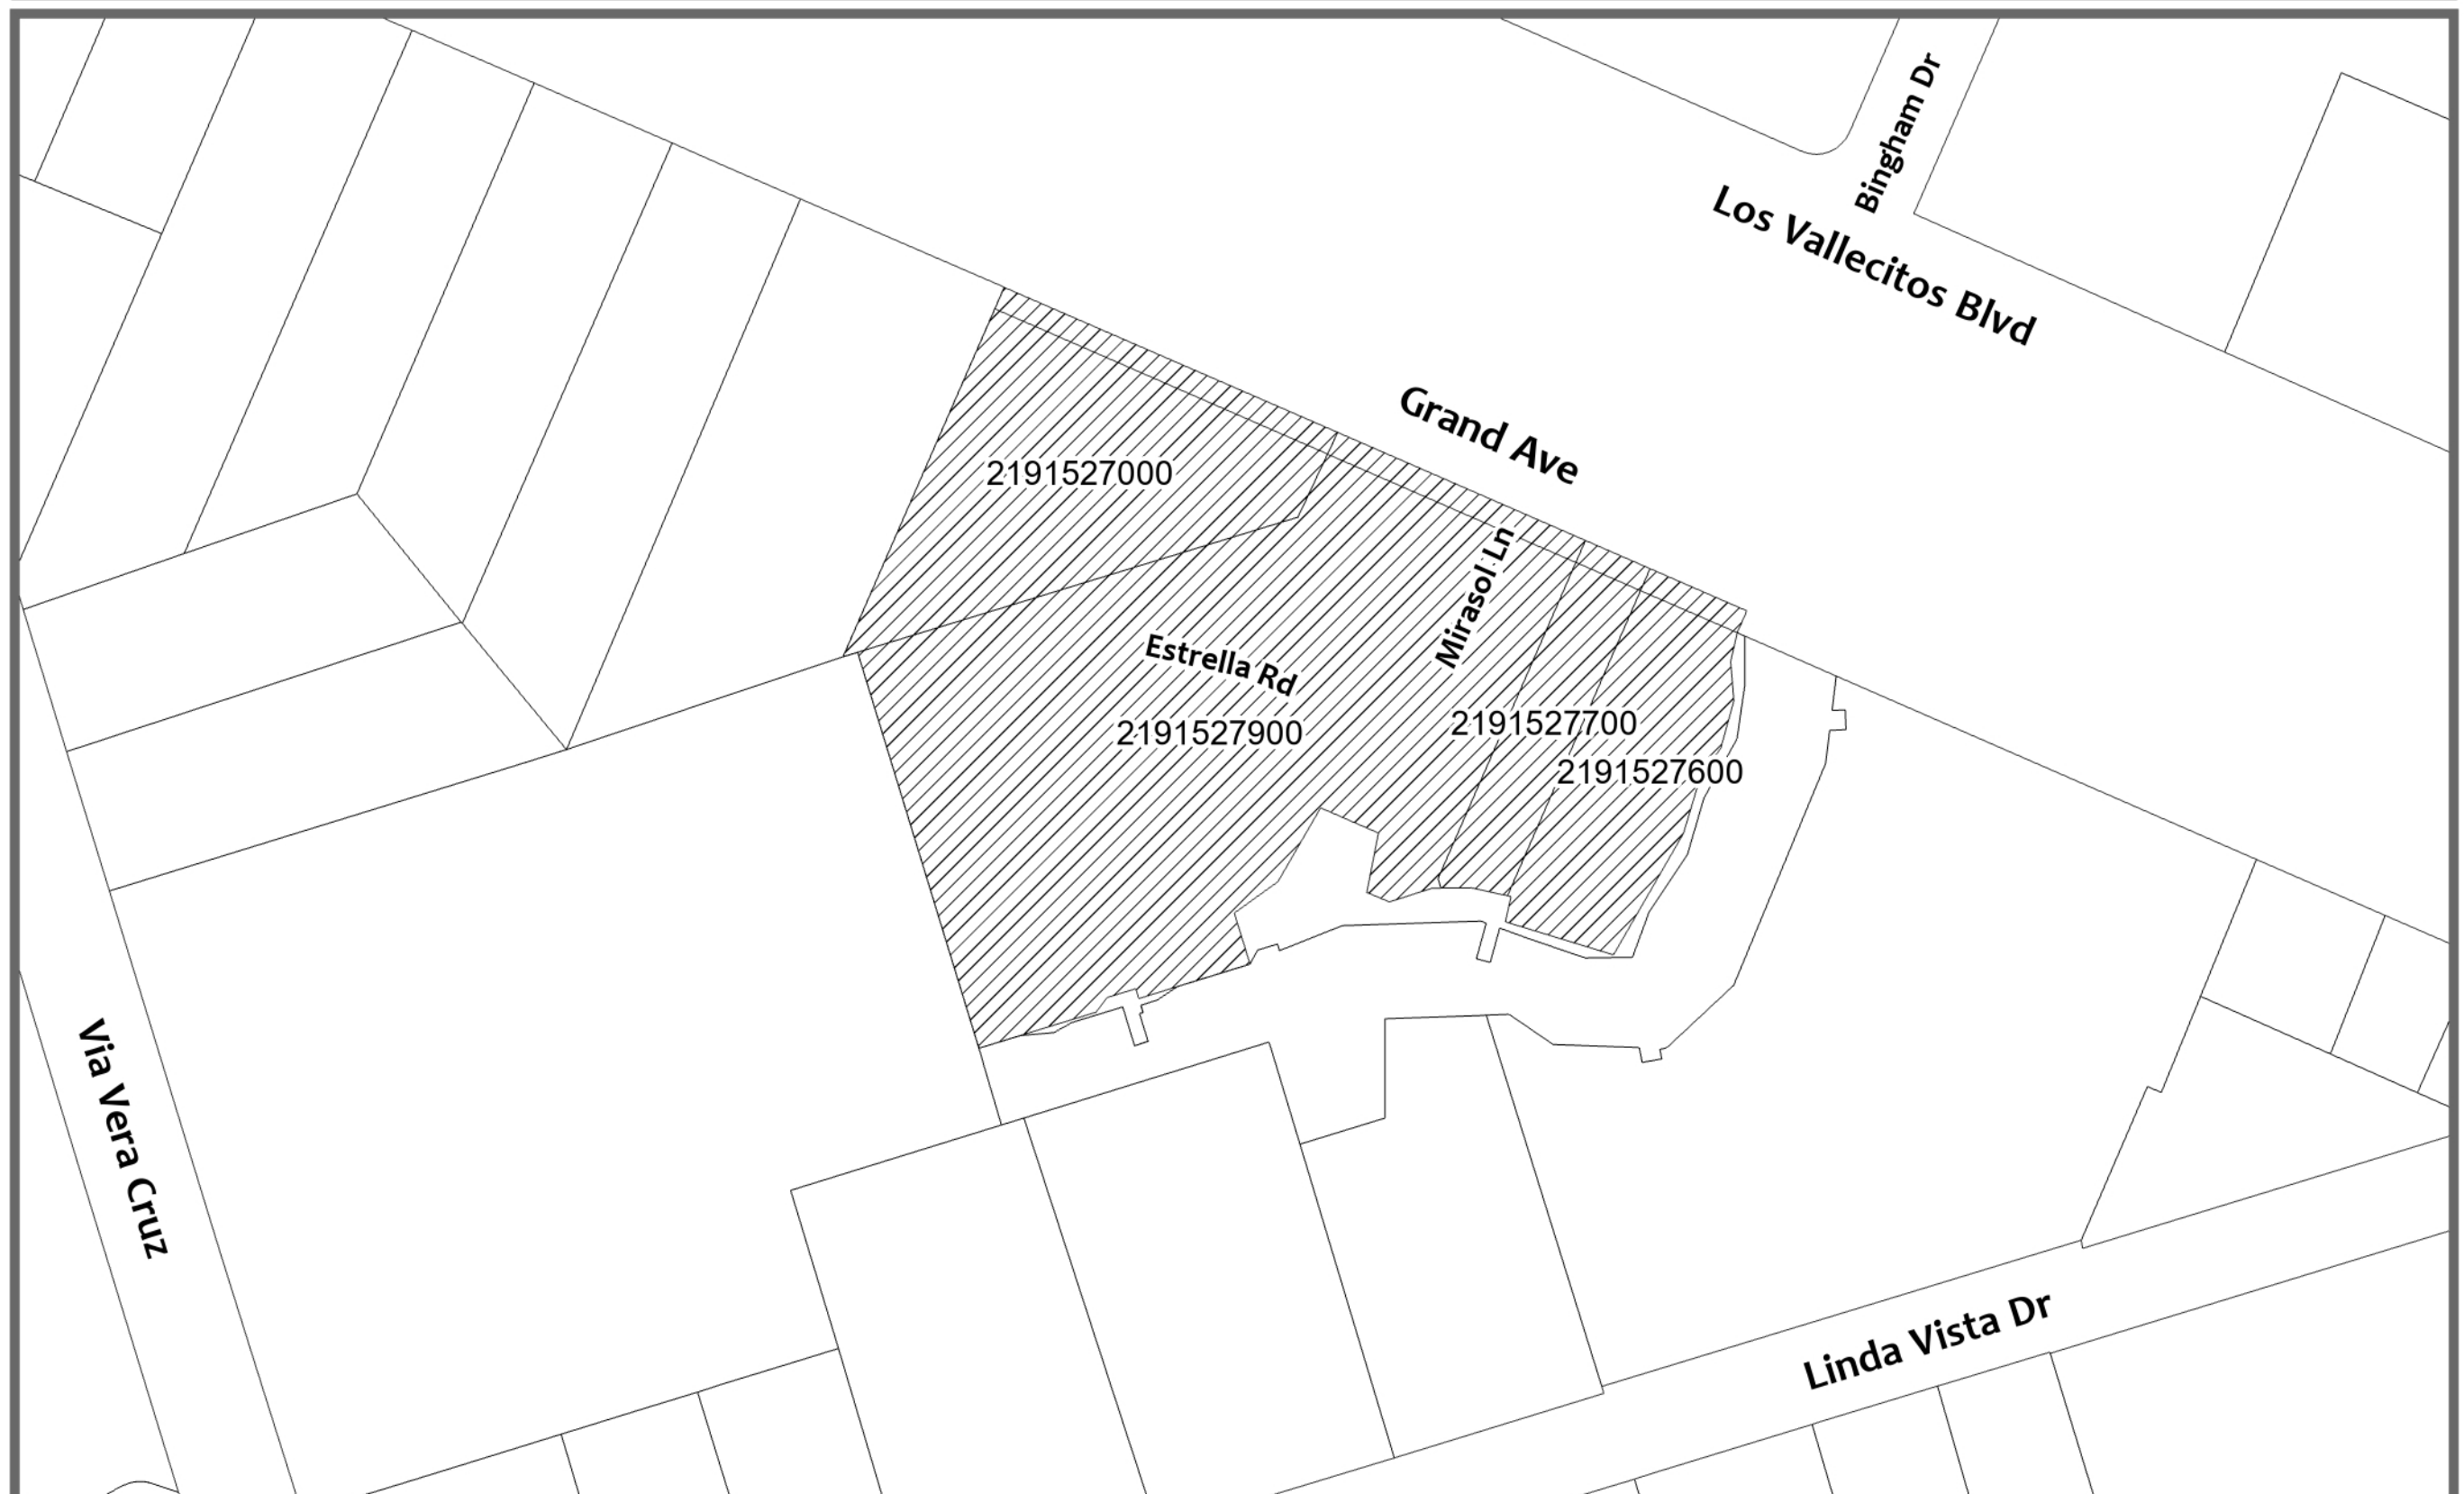 Bingham Dr
Los Vallecitos Blvd
Grand Ave
2191527000
Mirasol Ln
Estrella Rd
2191527900
2191527700
2191527600
Via Vera Cruz
Linda Vista Dr